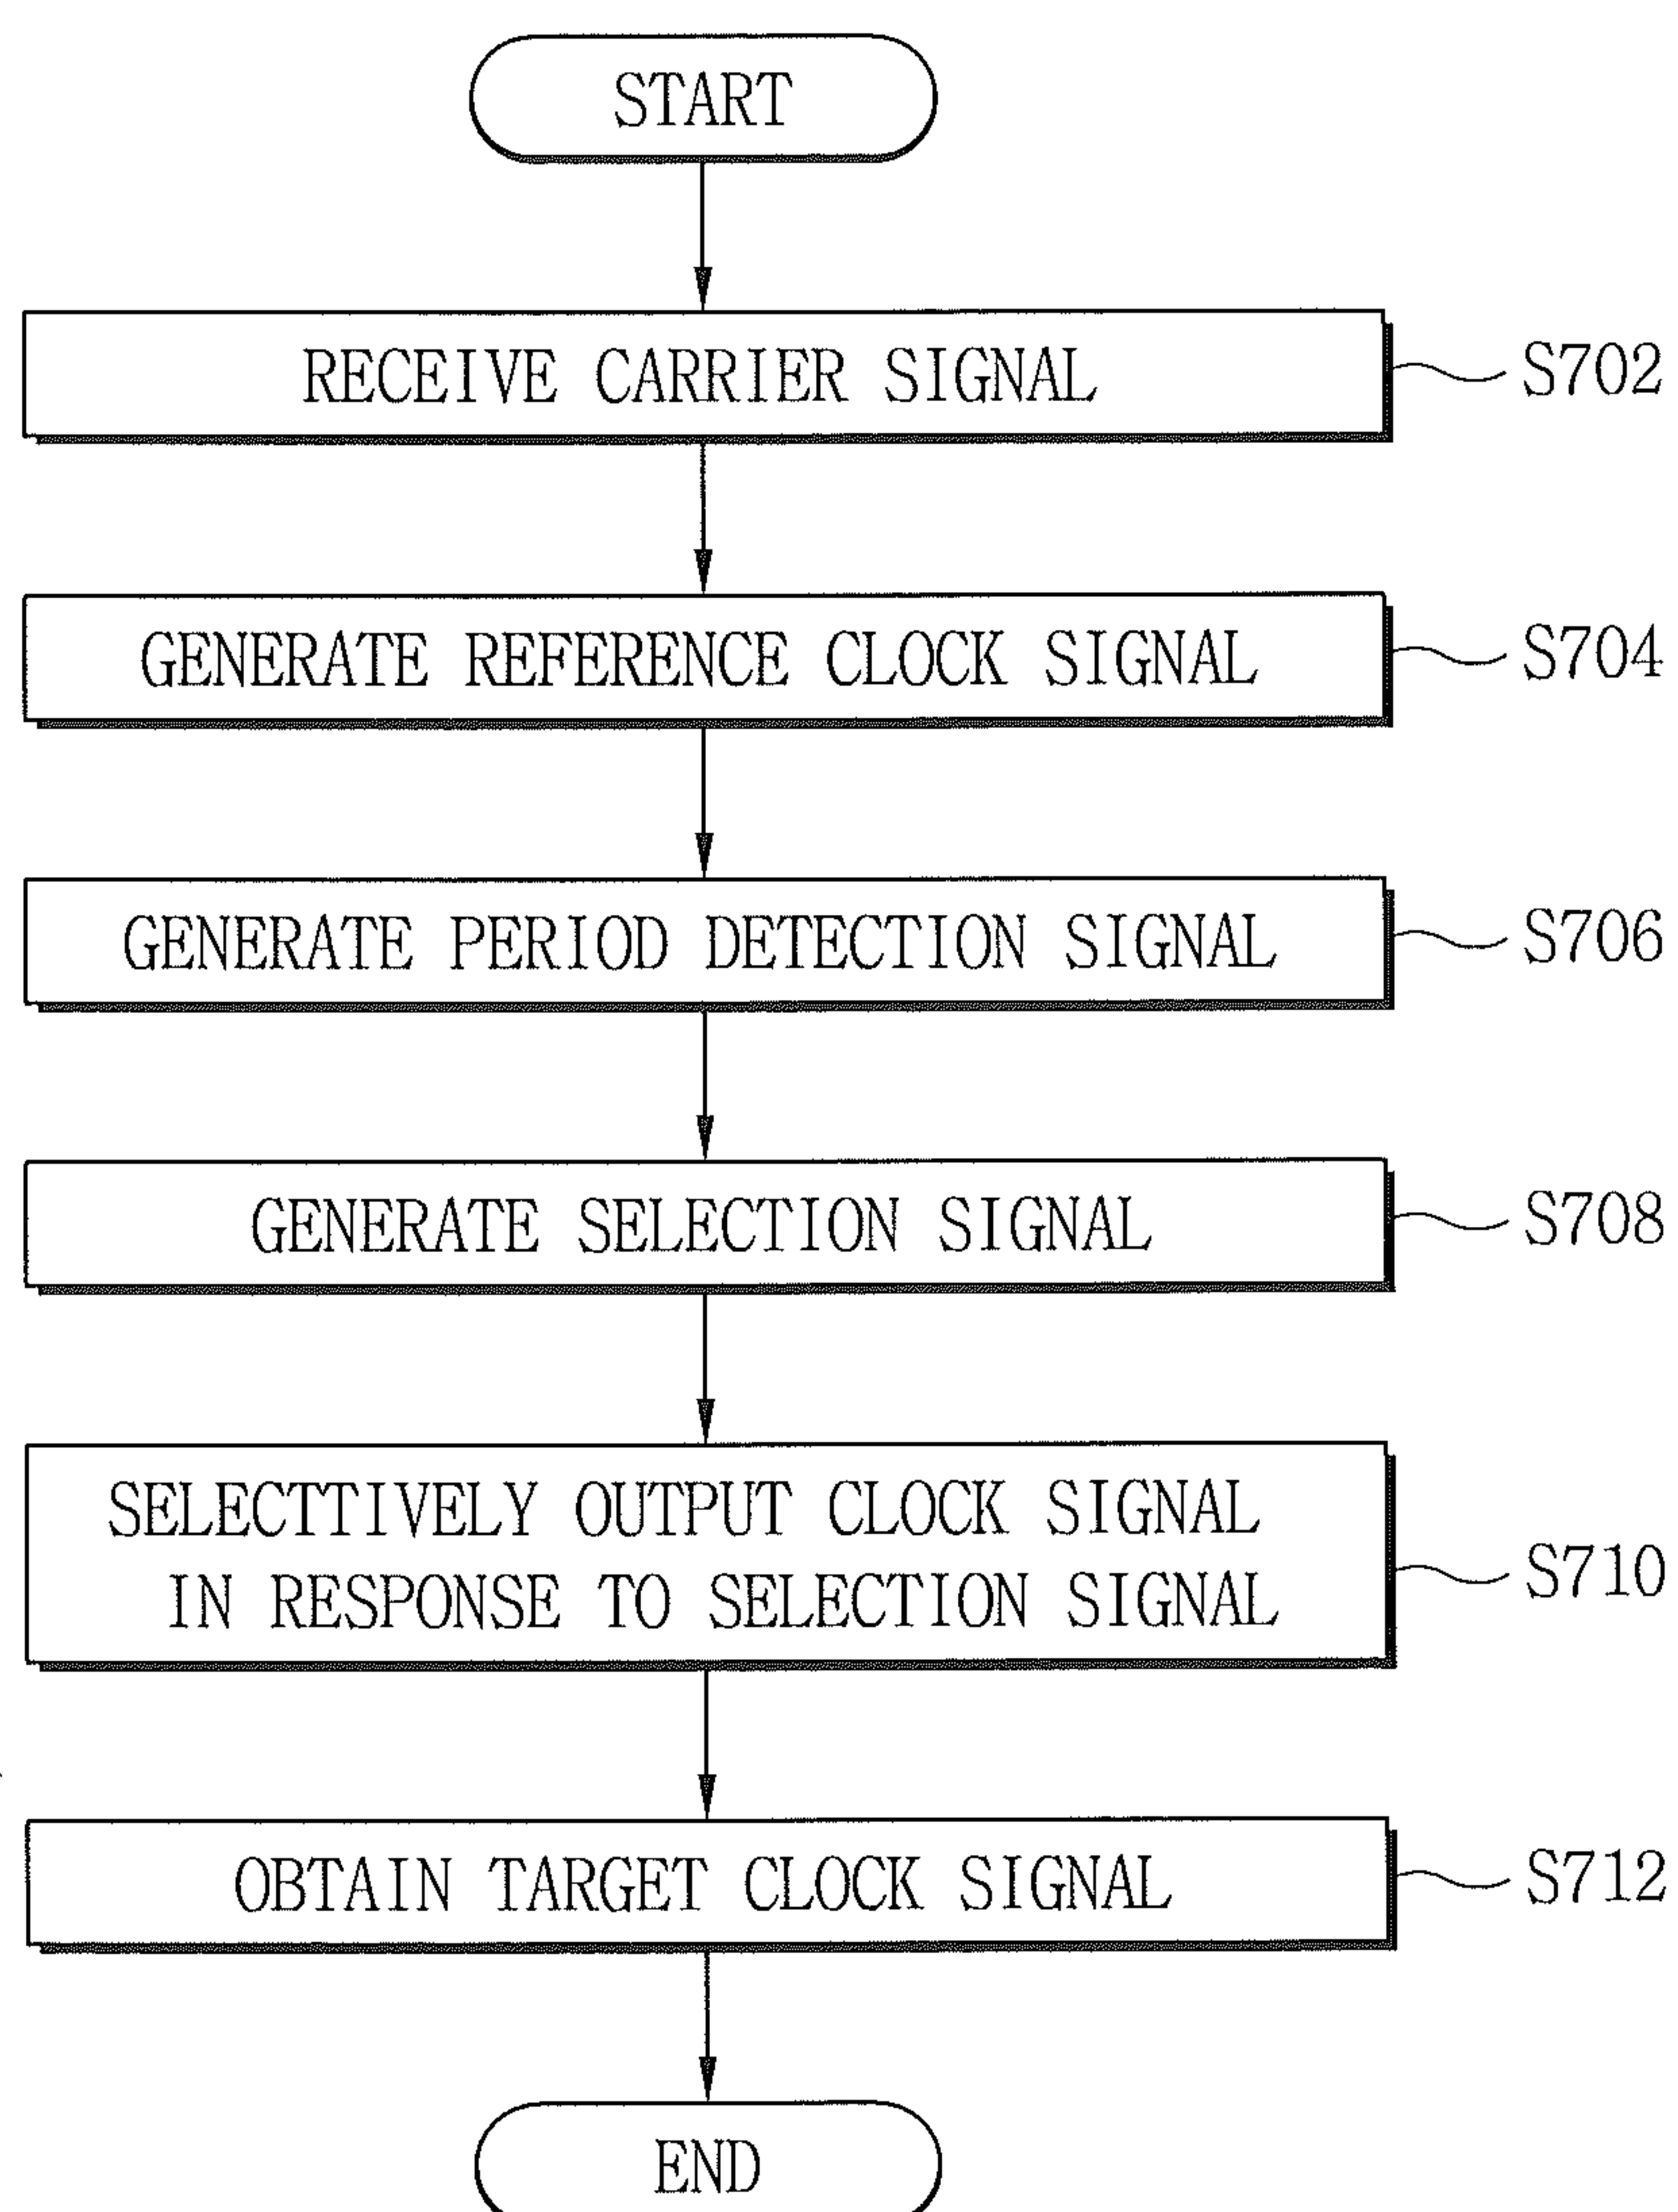 START
RECEIVE CARRIER SIGNAL
S702
GENERATE REFERENCE CLOCK SIGNAL
S704
GENERATE PERIOD DETECTION SIGNAL
S706
GENERATE SELECTION SIGNAL
S708
SELECTTIVELY OUTPUT CLOCK SIGNAL
IN RESPONSE TO SELECTION SIGNAL
S710
OBTAIN TARGET CLOCK SIGNAL
S712
END